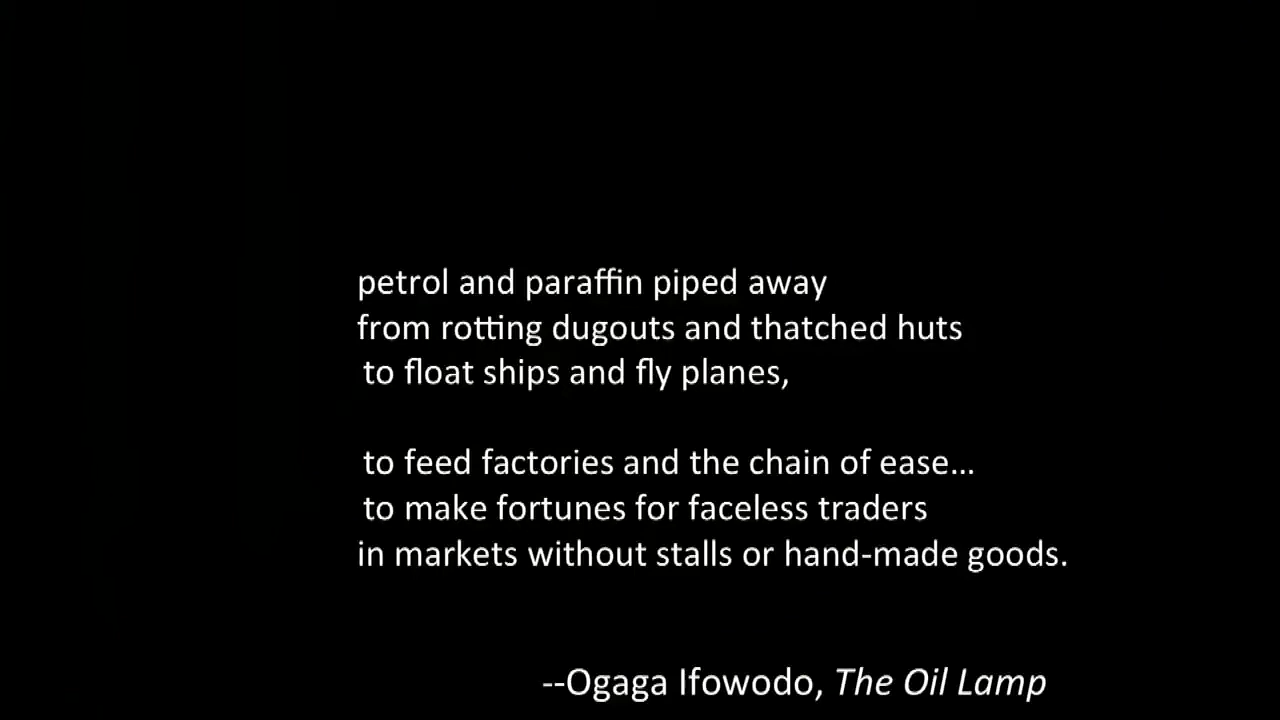 petrol and paraffin piped away
from rotting dugouts and thatched huts
to float ships and fly planes,
to feed factories and the chain of ease...
to make fortunes for faceless traders
in markets without stalls or hand-made goods.
--Ogaga Ifowodo, The Oil Lamp